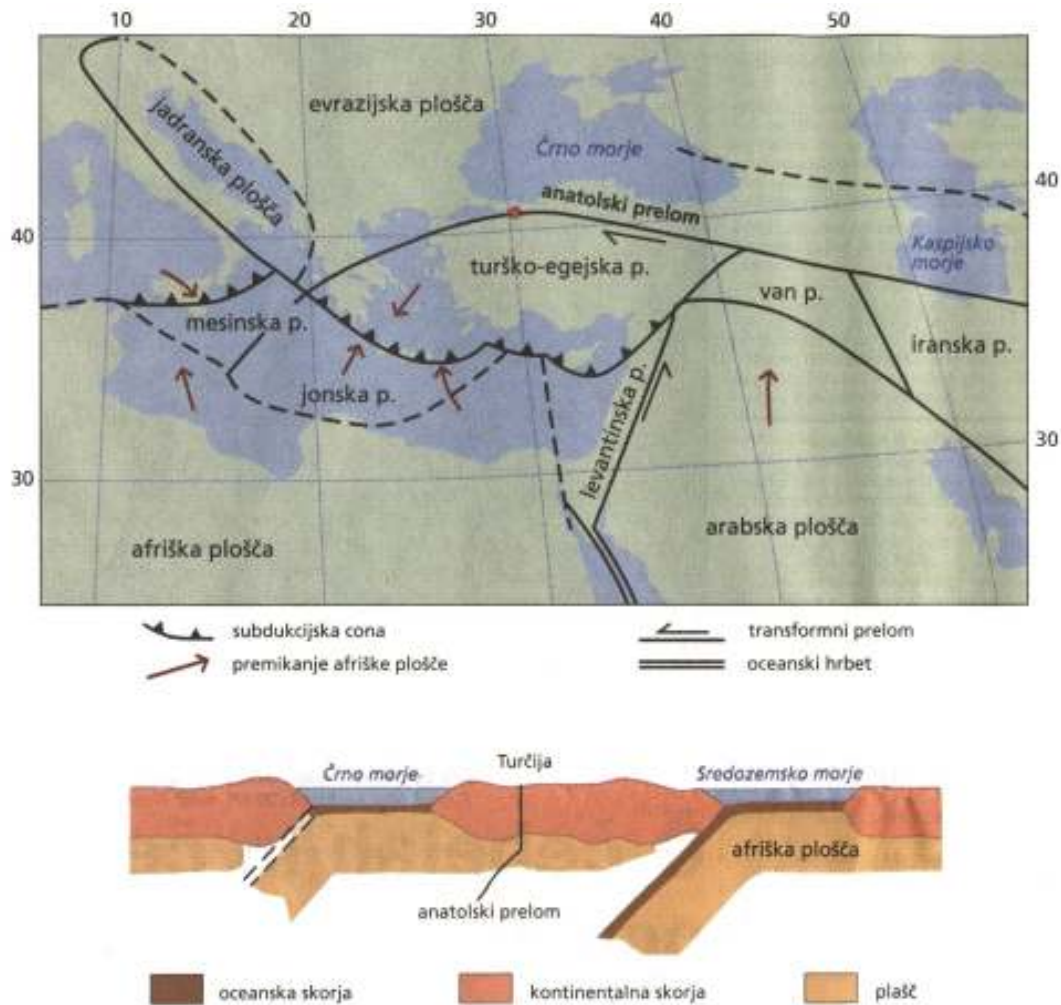 10 20 30 40 50
jadranska plošča
evrazijska plošča
Črno morje
40
anatolski prelom
40
turško-egejska p.
Kaspijsko
morje
van p.
mesinska p.
iranska p.
jonska p.
levantinska p.
30
30
afriška plošča
arabska plošča
subdukcijska cona
transformni prelom
premikanje afriške plošče
oceanski hrbet
Črno morje
Turčija
Sredozemsko morje
afriška plošča
anatolski prelom
oceanska skorja
kontinentalna skorja
plašč